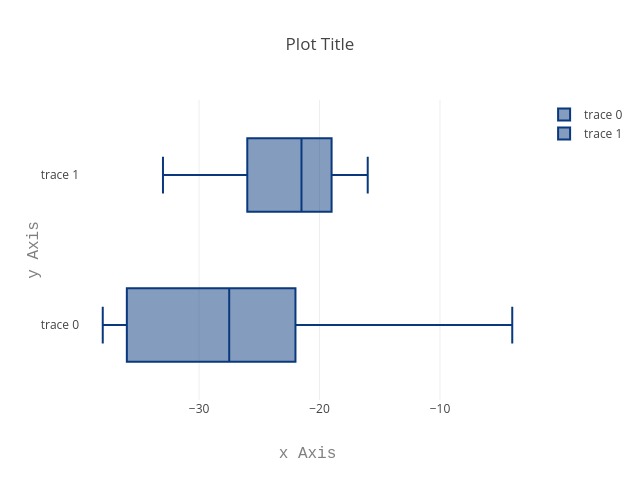 Plot Title
trace 0
trace 1
trace 1
trace 0
y Axis
−30
−20
−10
x Axis